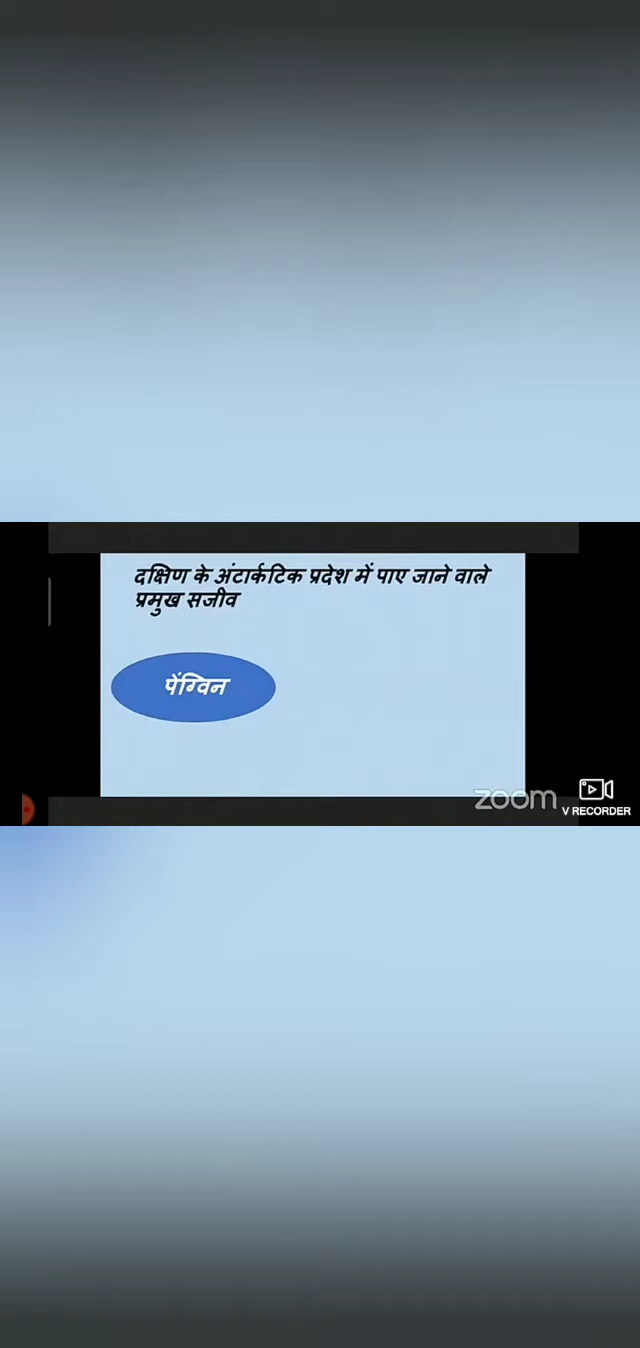 दक्षिण के अंटार्कटिक प्रदेश में पाए जाने वाले
प्रमुख सजीव
पेंग्विन
zoom
V RECORDER